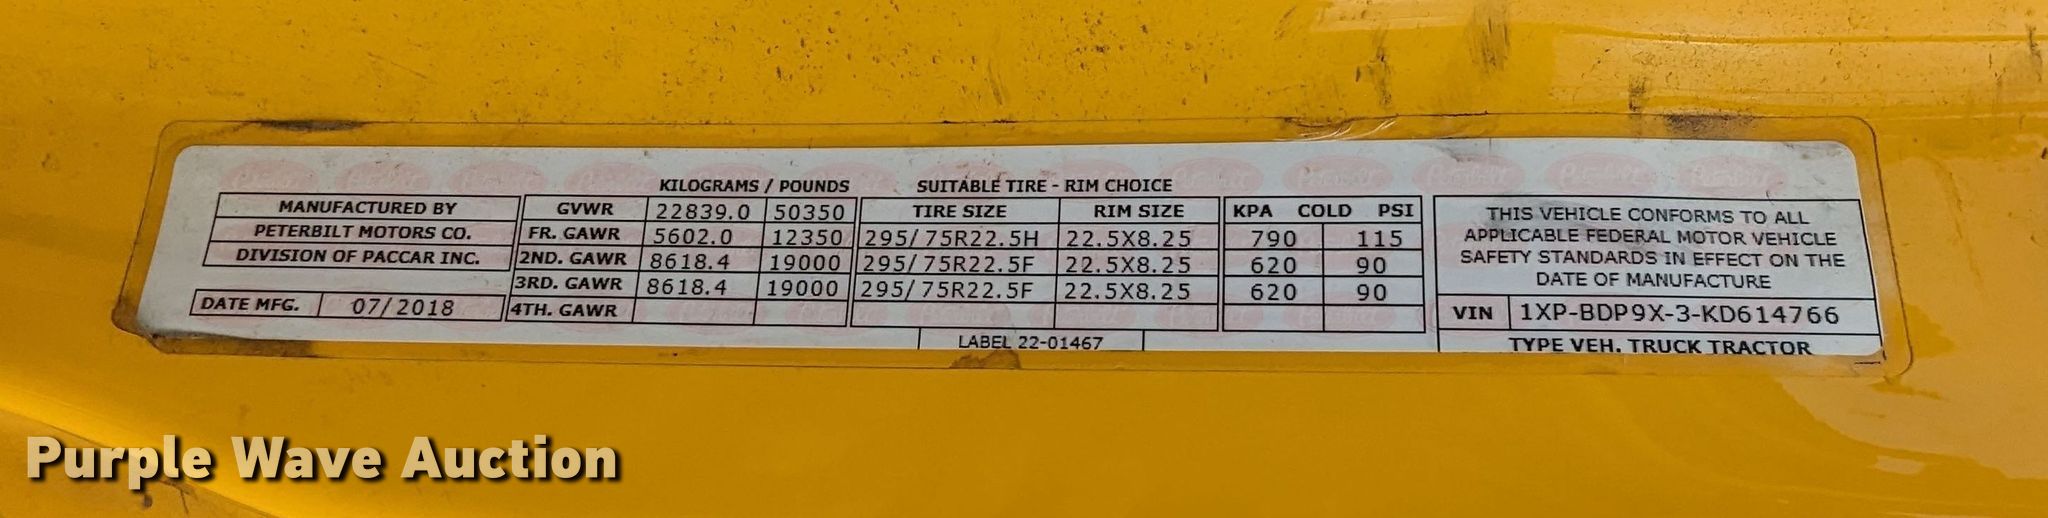 KILOGRAMS / POUNDS SUITABLE TIRE - RIM CHOICE
MANUFACTURED BY
PETERBILT MOTORS CO.
DIVISION OF PACCAR INC.
DATE MFG. 07/2018
GVWR 22839.0 50350 TIRE SIZE RIM SIZE KPA COLD PSI
FR. GAWR 5602.0 12350 295/75R22.5H 22.5X8.25 790 115
2ND. GAWR 8618.4 19000 295/75R22.5F 22.5X8.25 620 90
3RD. GAWR 8618.4 19000 295/75R22.5F 22.5X8.25 620 90
4TH. GAWR
LABEL 22-01467
THIS VEHICLE CONFORMS TO ALL
APPLICABLE FEDERAL MOTOR VEHICLE
SAFETY STANDARDS IN EFFECT ON THE
DATE OF MANUFACTURE
VIN 1XP-BDP9X-3-KD614766
TYPE VEH. TRUCK TRACTOR
Purple Wave Auction